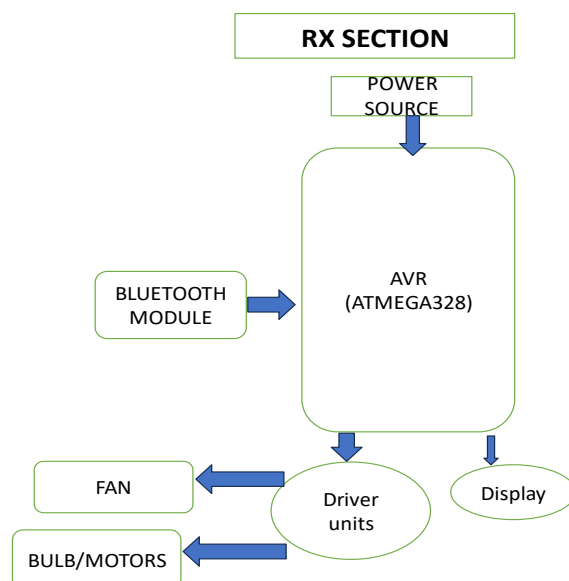 RX SECTION
POWER
SOURCE
AVR
(ATMEGA328)
BLUETOOTH
MODULE
FAN
Driver
units
Display
BULB/MOTORS